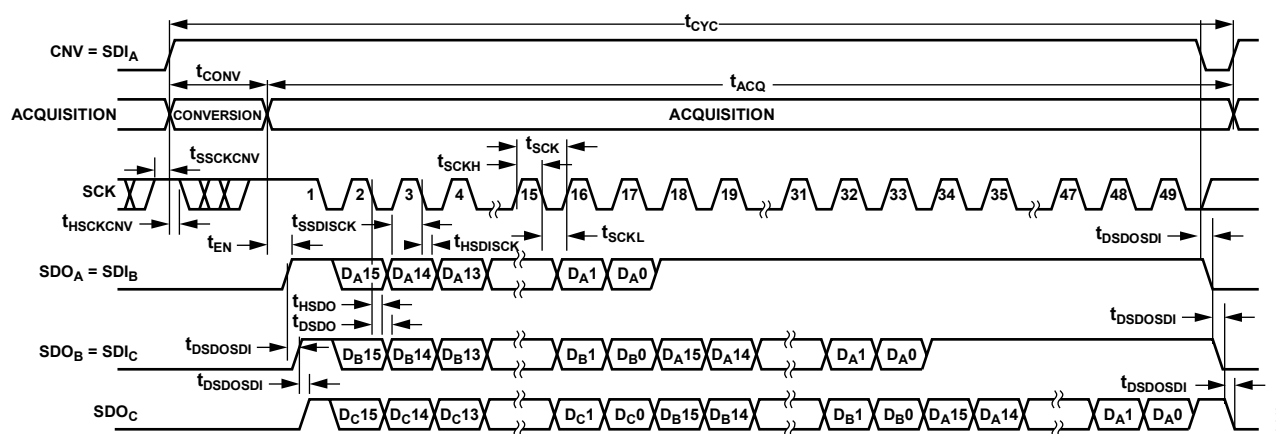 tCYC
CNV = SDIA
tCONV
tACQ
ACQUISITION
CONVERSION
ACQUISITION
tSSCKCNV
tSCK
tSCKH
SCK
1 2 3 4 15 16 17 18 19 31 32 33 34 35 47 48 49
tHSCKCNV
tSSDISCK
tHSDISCK
tSCKL
tEN
tDSDOSDI
SDOA = SDIB
DA15 DA14 DA13 DA1 DA0
tHSDO
tDSDO
tDSDOSDI
tDSDOSDI
SDOB = SDIC
DB15 DB14 DB13 DB1 DB0 DA15 DA14 DA1 DA0
tDSDOSDI
tDSDOSDI
SDOC
DC15 DC14 DC13 DC1 DC0 DB15 DB14 DB1 DB0 DA15 DA14 DA1 DA0